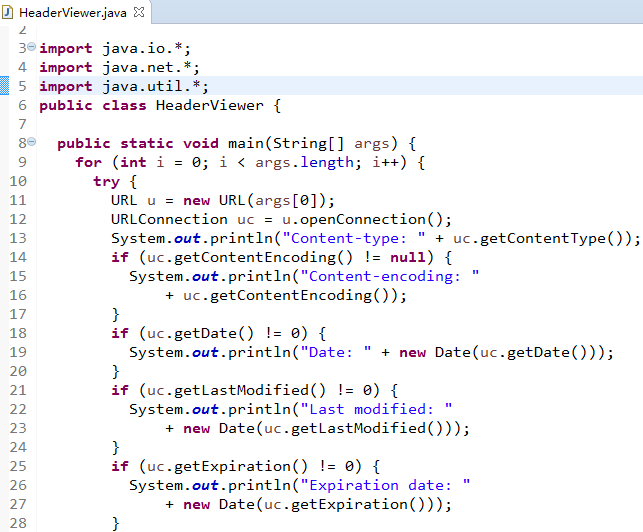 HeaderViewer.java
2
3 import java.io.*;
4 import java.net.*;
5 import java.util.*;
6 public class HeaderViewer {
7
8   public static void main(String[] args) {
9     for (int i = 0; i < args.length; i++) {
10       try {
11         URL u = new URL(args[0]);
12         URLConnection uc = u.openConnection();
13         System.out.println("Content-type: " + uc.getContentType());
14         if (uc.getContentEncoding() != null) {
15           System.out.println("Content-encoding: "
16               + uc.getContentEncoding());
17         }
18         if (uc.getDate() != 0) {
19           System.out.println("Date: " + new Date(uc.getDate()));
20         }
21         if (uc.getLastModified() != 0) {
22           System.out.println("Last modified: "
23               + new Date(uc.getLastModified()));
24         }
25         if (uc.getExpiration() != 0) {
26           System.out.println("Expiration date: "
27               + new Date(uc.getExpiration()));
28         }